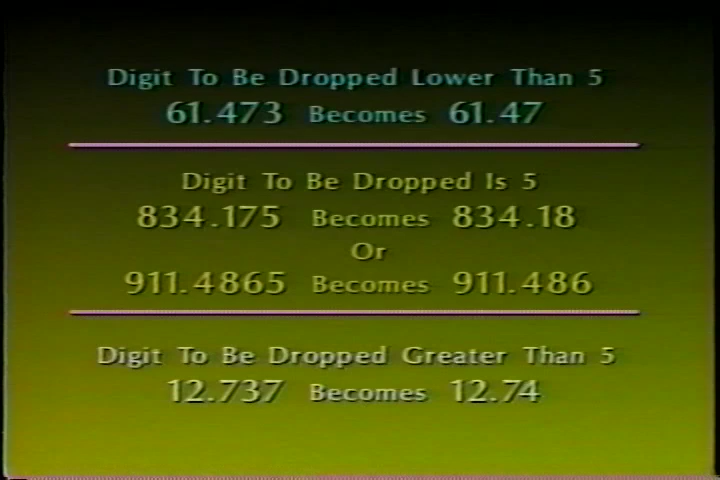 Digit To Be Dropped Lower Than 5
61.473 Becomes 61.47
Digit To Be Dropped Is 5
834.175 Becomes 834.18
Or
911.4865 Becomes 911.486
Digit To Be Dropped Greater Than 5
12.737 Becomes 12.74